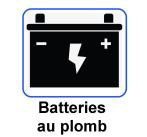 - +
Batteries
au plomb